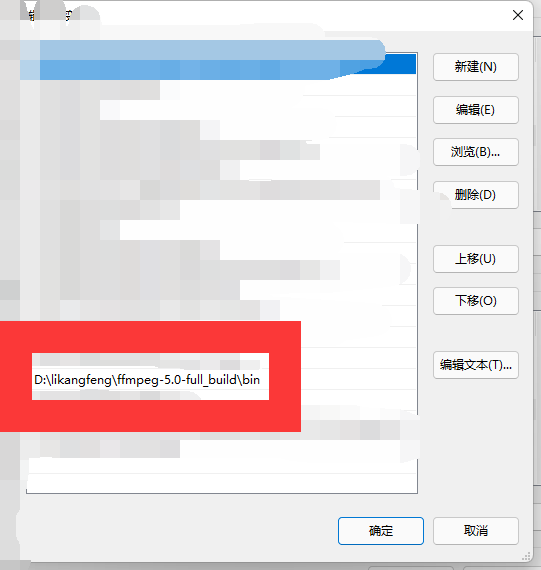 新建(N)
编辑(E)
浏览(B)...
删除(D)
上移(U)
下移(O)
D:\likangfeng\ffmpeg-5.0-full_build\bin
编辑文本(T)...
确定
取消